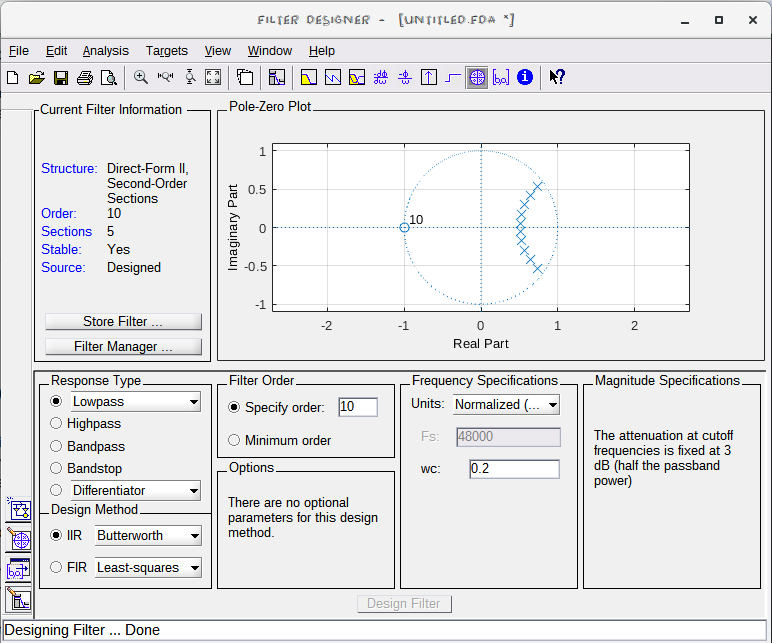 FILTER DESIGNER - [UNTITLED.FDA *]
File Edit Analysis Targets View Window Help
Current Filter Information
Structure: Direct-Form II,
Second-Order
Sections
Order: 10
Sections 5
Stable: Yes
Source: Designed
Store Filter ...
Filter Manager ...
Pole-Zero Plot
Imaginary Part
1
0.5
0
-0.5
-1
10
-2 -1 0 1 2
Real Part
Response Type
Lowpass
Highpass
Bandpass
Bandstop
Differentiator
Design Method
IIR Butterworth
FIR Least-squares
Filter Order
Specify order: 10
Minimum order
Options
There are no optional
parameters for this design
method.
Frequency Specifications
Units: Normalized (...
Fs: 48000
wc: 0.2
Magnitude Specifications
The attenuation at cutoff
frequencies is fixed at 3
dB (half the passband
power)
Design Filter
Designing Filter ... Done